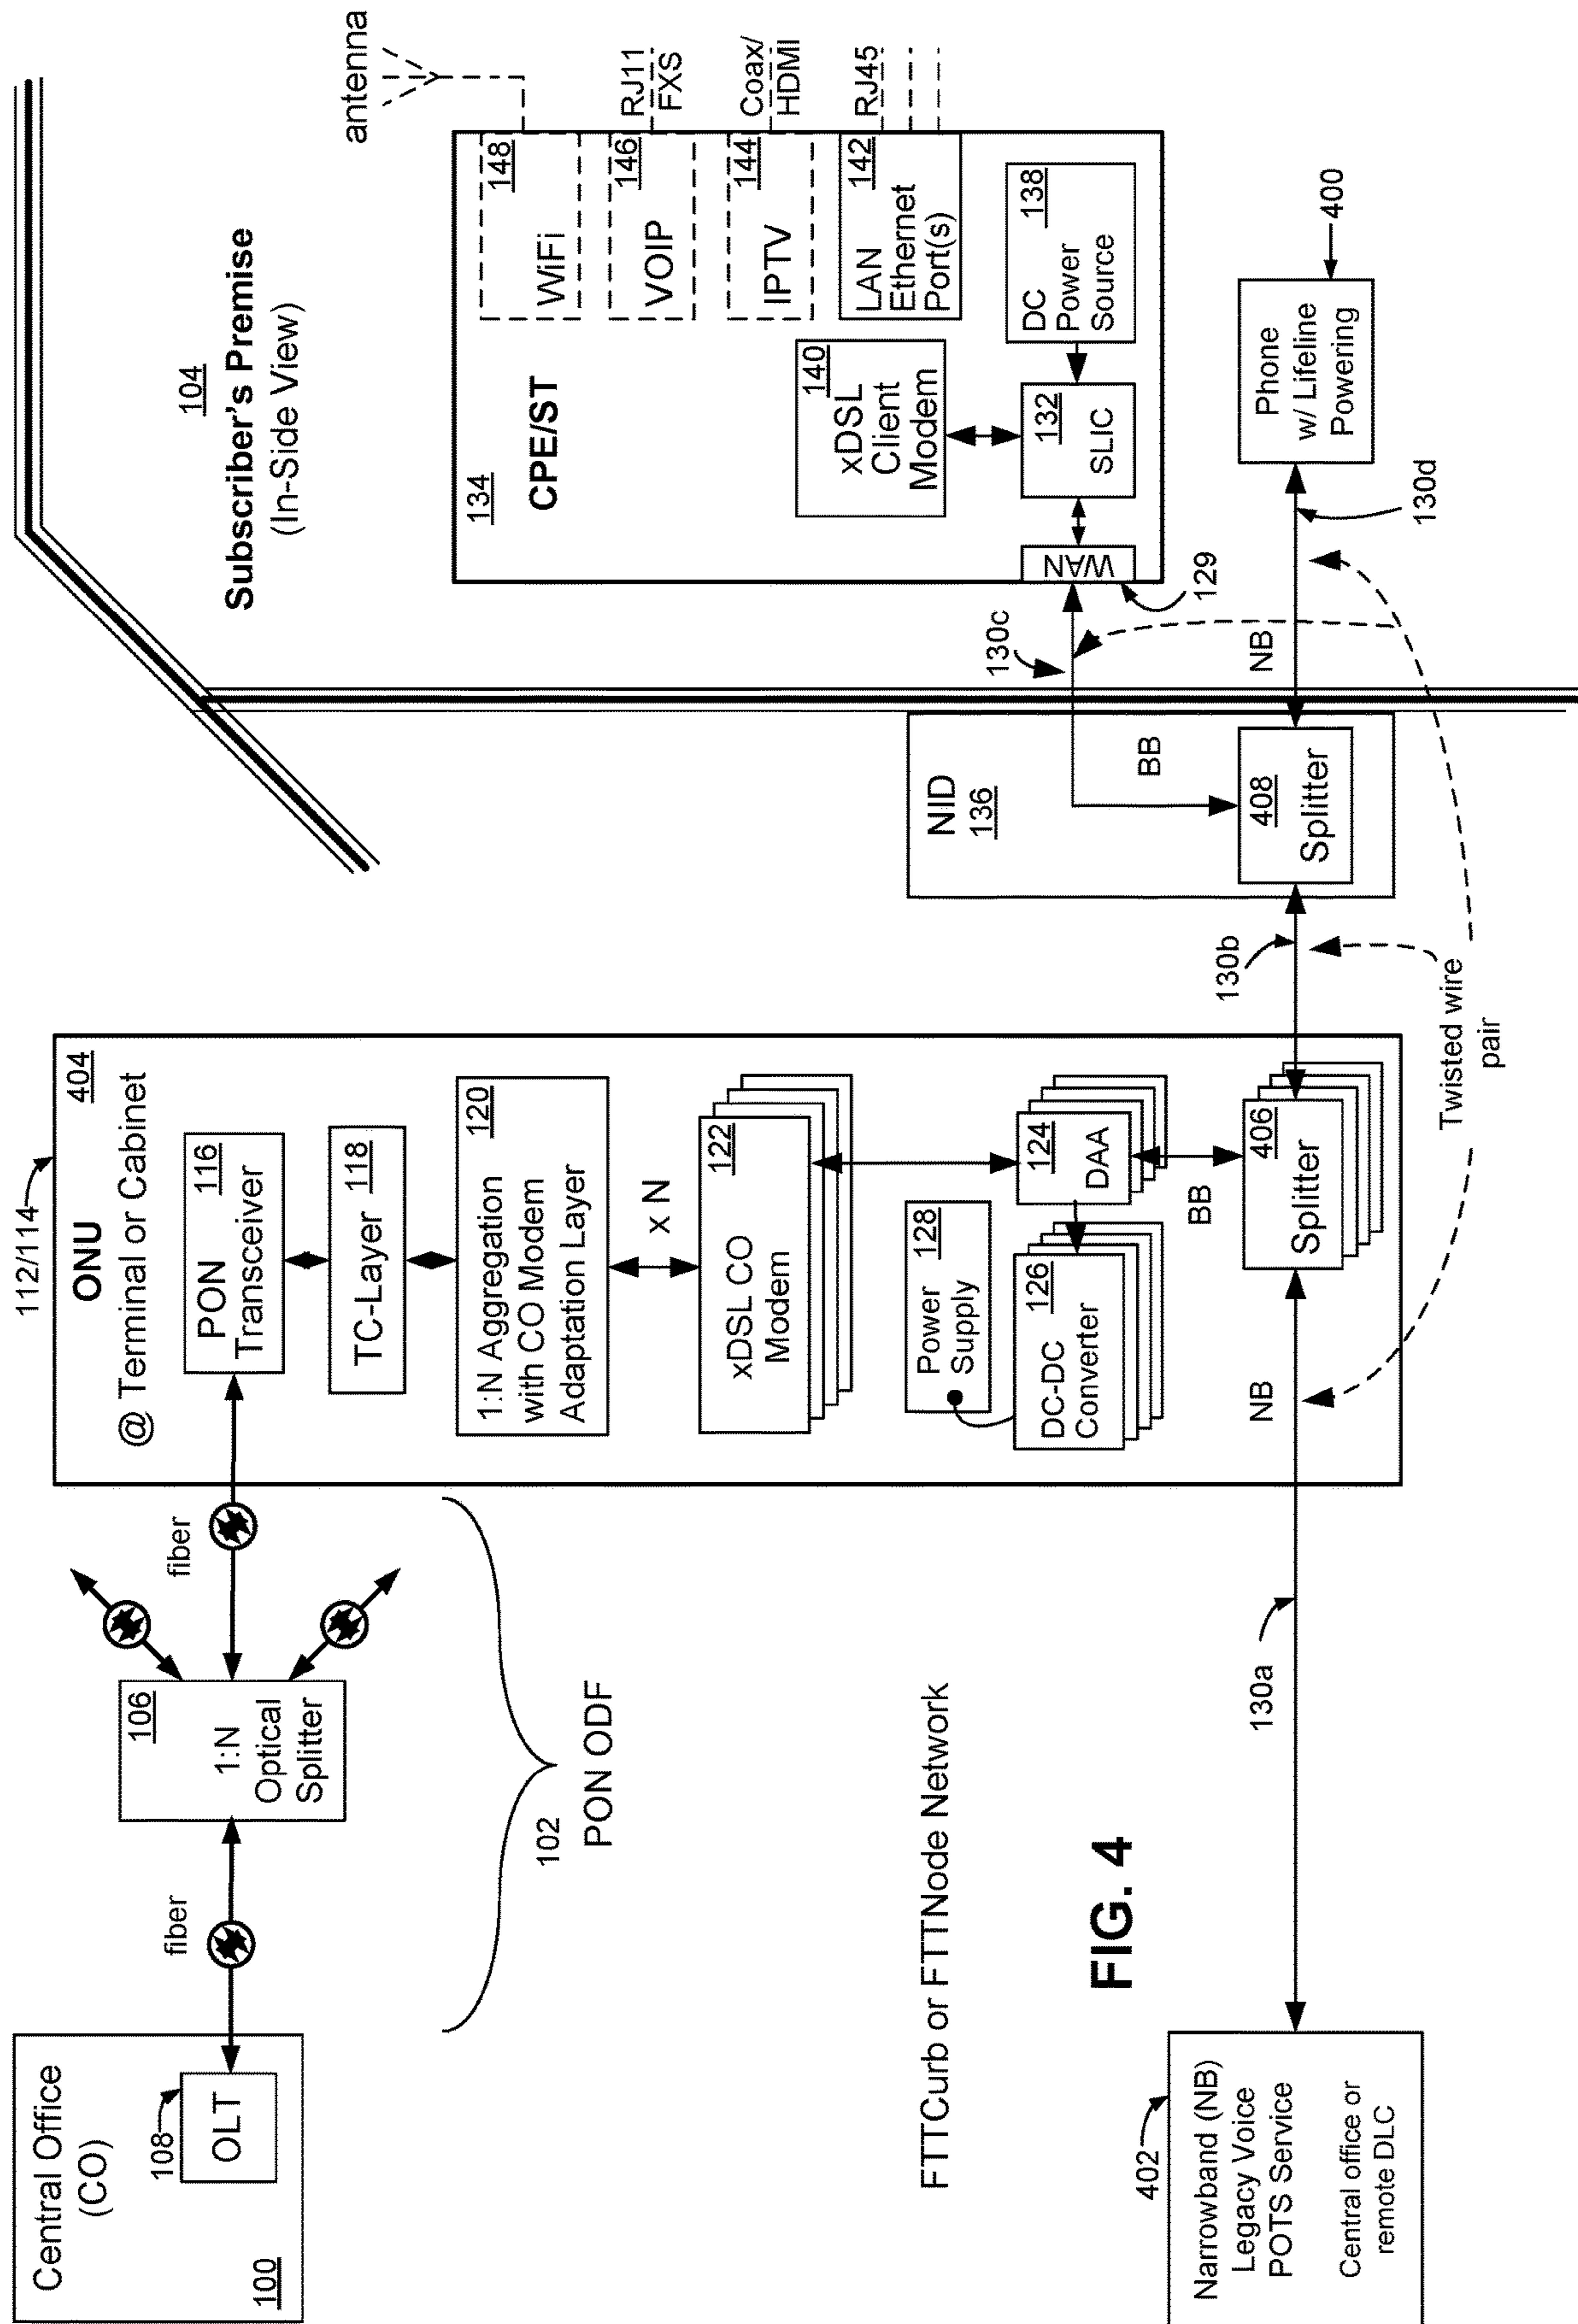 Central Office
(CO)
100
108
OLT
fiber
106
1:N
Optical
Splitter
fiber
102
PON ODF
112/114
ONU
404
@ Terminal or Cabinet
PON
116
Transceiver
TC-Layer
118
1:N Aggregation
with CO Modem
Adaptation Layer
120
x N
xDSL CO
Modem
122
Power
Supply
128
124
DAA
126
DC-DC
Converter
BB
406
Splitter
NB
104
Subscriber's Premise
(In-Side View)
antenna
134
CPE/ST
WiFi
148
VOIP
146
RJ11
FXS
IPTV
144
Coax/
HDMI
LAN
Ethernet
Port(s)
142
RJ45
140
xDSL
Client
Modem
DC
Power
Source
138
132
SLIC
WAN
129
130c
NID
136
BB
408
Splitter
NB
Phone
w/ Lifeline
Powering
400
130d
130b
Twisted wire
pair
130a
FTTCurb or FTTNode Network
FIG. 4
402
Narrowband (NB)
Legacy Voice
POTS Service
Central office or
remote DLC